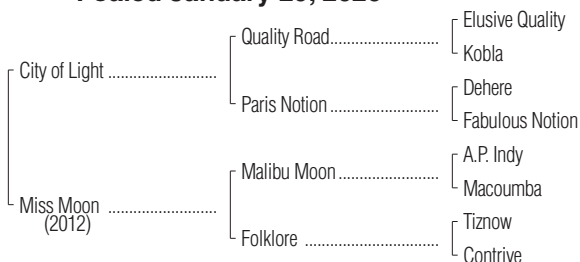 Foaled January
Elusive Quality
Quality Road
Kobla
City of Light
Dehere
Paris Notion
Fabulous Notion
A.P. Indy
Malibu Moon
Macoumba
Miss Moon
(2012)
Tiznow
Folklore
Contrive